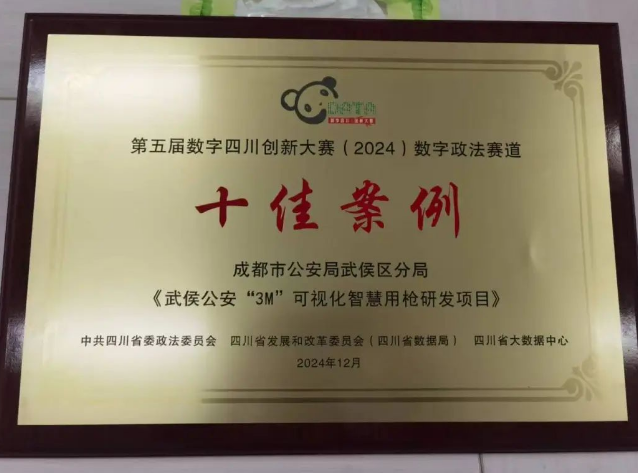 第五届数字四川创新大赛（2024）数字政法赛道
十佳案例
成都市公安局武侯区分局
《武侯公安“3M”可视化智慧用枪研发项目》
中共四川省委政法委员会 四川省发展和改革委员会（四川省数据局） 四川省大数据中心
2024年12月